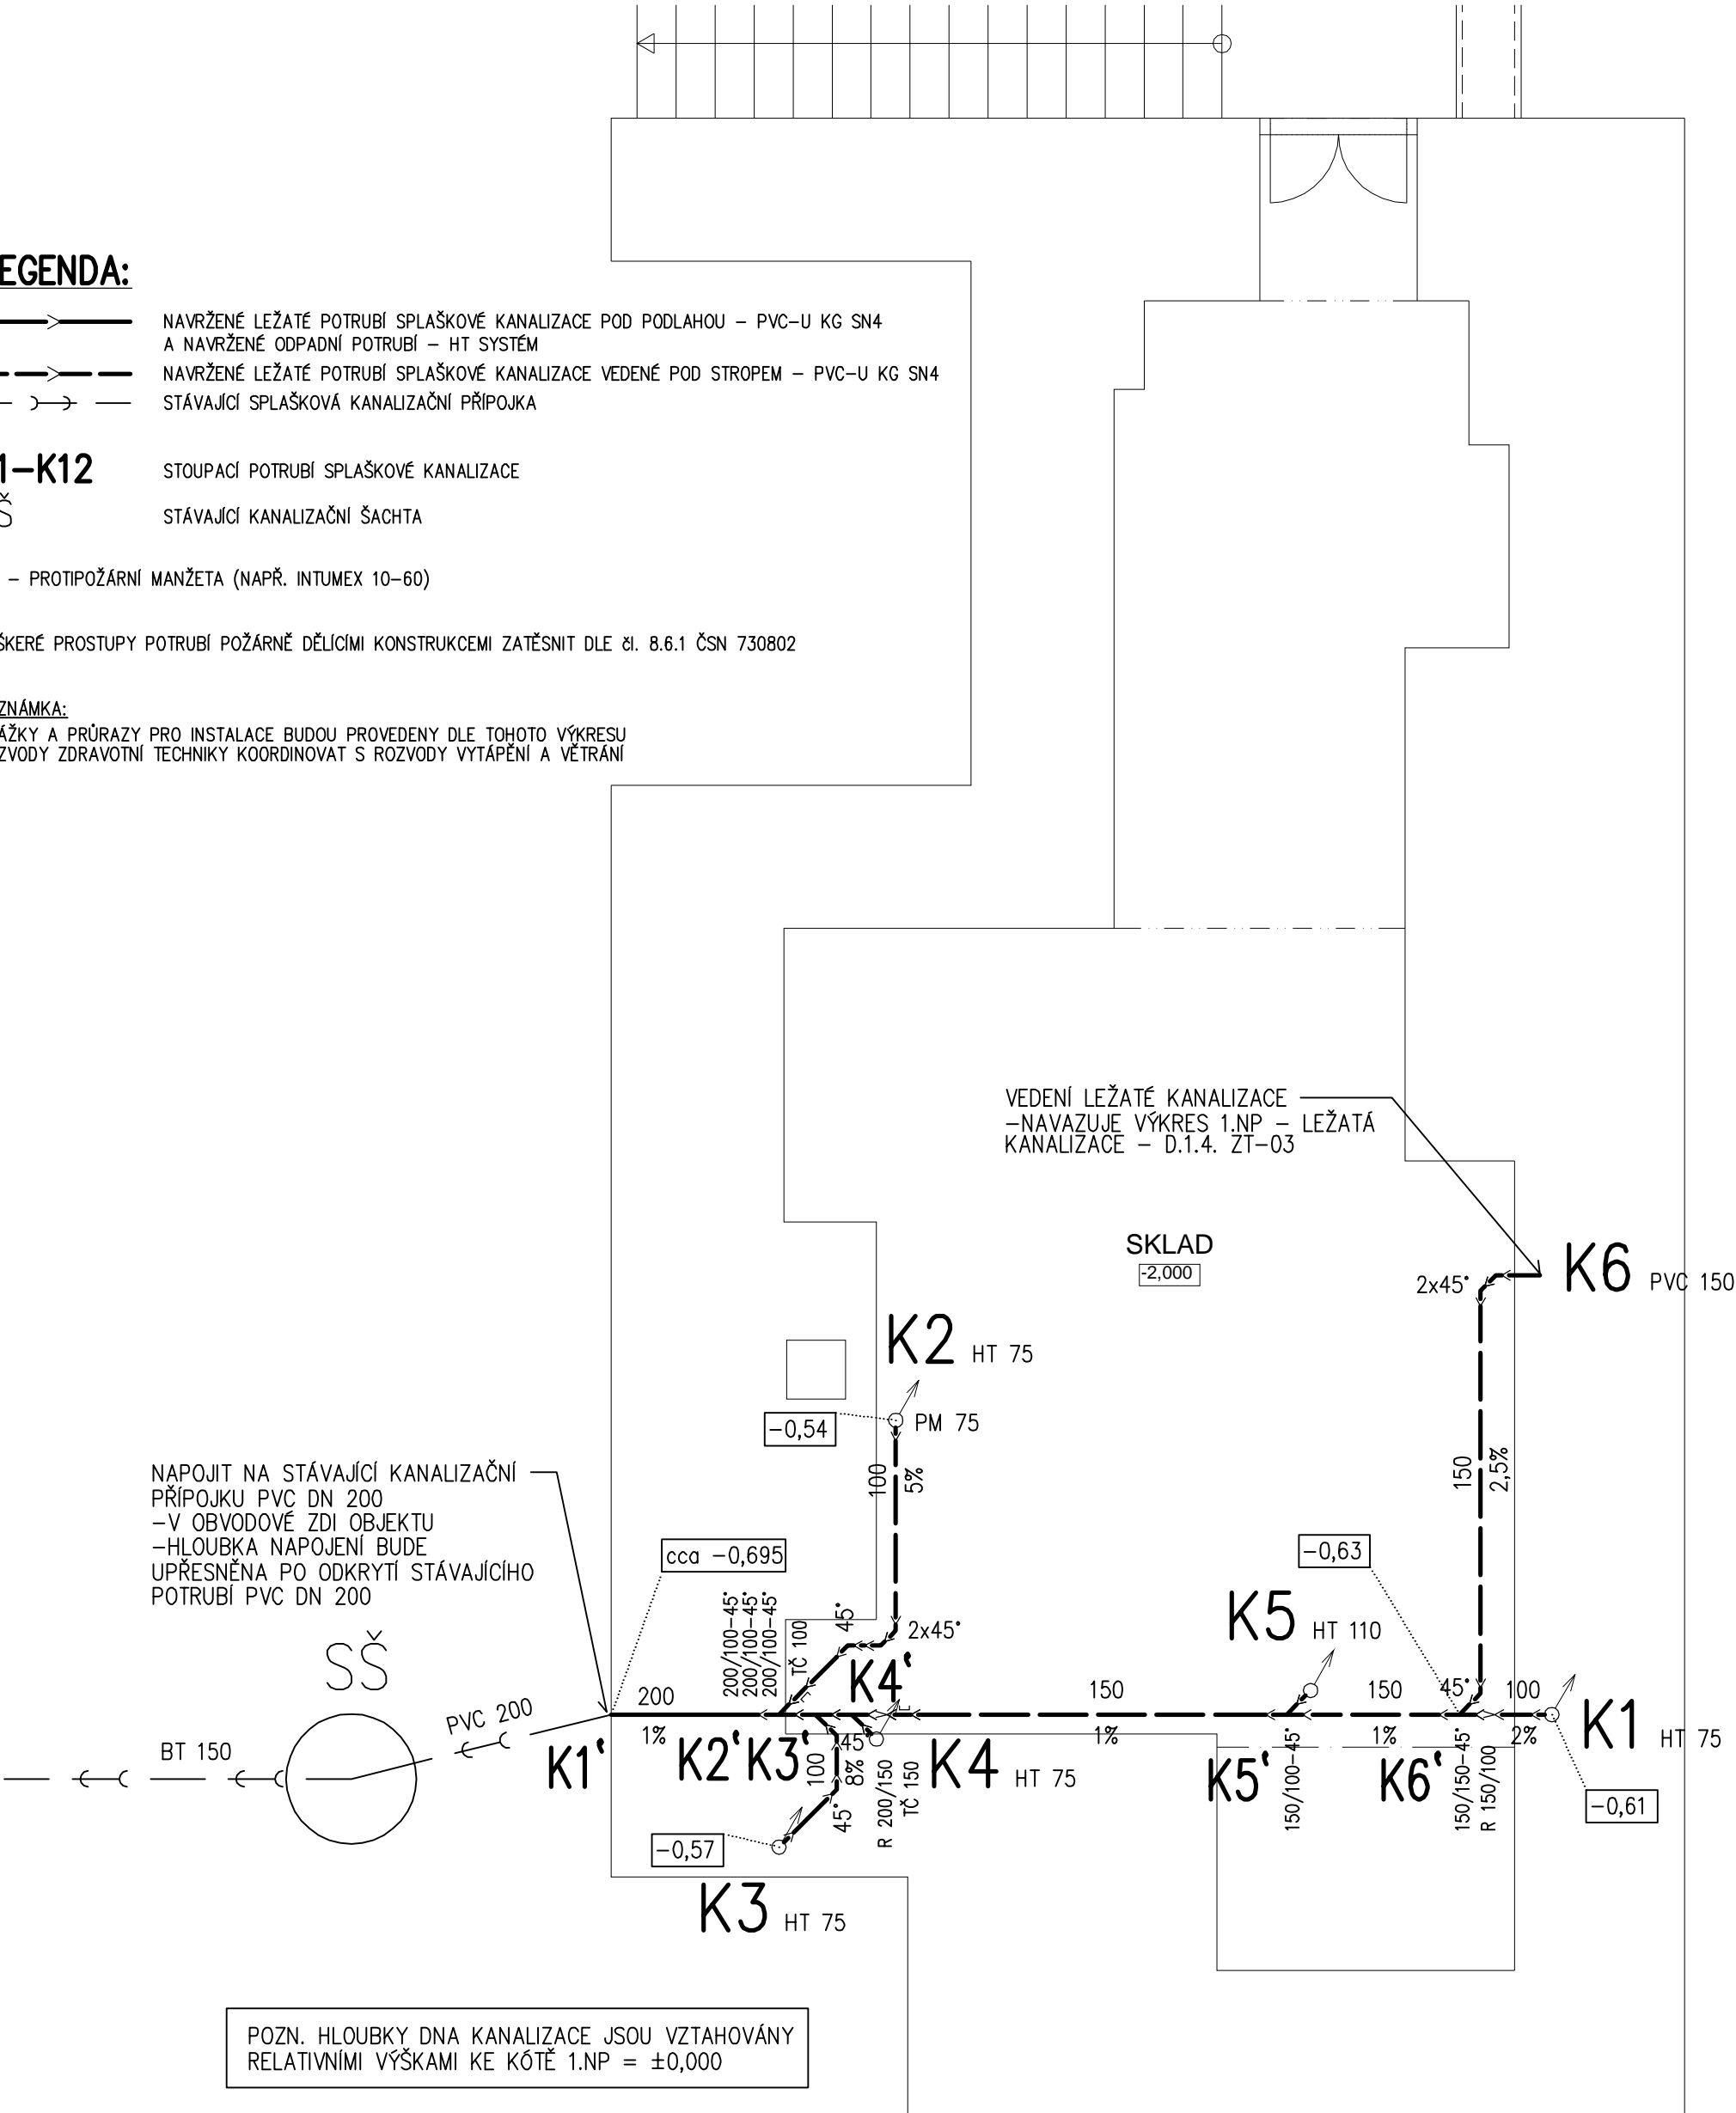 EGENDA:
NAVRŽENÉ LEŽATÉ POTRUBÍ SPLAŠKOVÉ KANALIZACE POD PODLAHOU – PVC-U KG SN4
A NAVRŽENÉ ODPADNÍ POTRUBÍ – HT SYSTÉM
NAVRŽENÉ LEŽATÉ POTRUBÍ SPLAŠKOVÉ KANALIZACE VEDENÉ POD STROPEM – PVC-U KG SN4
STÁVAJÍCÍ SPLAŠKOVÁ KANALIZAČNÍ PŘÍPOJKA
1-K12
STOUPACÍ POTRUBÍ SPLAŠKOVÉ KANALIZACE
Š
STÁVAJÍCÍ KANALIZAČNÍ ŠACHTA
– PROTIPOŽÁRNÍ MANŽETA (NAPŘ. INTUMEX 10-60)
ŠKERÉ PROSTUPY POTRUBÍ POŽÁRNĚ DĚLÍCÍMI KONSTRUKCEMI ZATĚSNIT DLE čl. 8.6.1 ČSN 730802
ZNÁMKA:
ÁŽKY A PRŮRAZY PRO INSTALACE BUDOU PROVEDENY DLE TOHOTO VÝKRESU
ZVODY ZDRAVOTNÍ TECHNIKY KOORDINOVAT S ROZVODY VYTÁPĚNÍ A VĚTRÁNÍ
VEDENÍ LEŽATÉ KANALIZACE
-NAVAZUJE VÝKRES 1.NP – LEŽATÁ
KANALIZACE – D.1.4. ZT-03
SKLAD
-2,000
2x45°
K6 PVC 150
K2 HT 75
-0,54
PM 75
100
5%
150
2,5%
NAPOJIT NA STÁVAJÍCÍ KANALIZAČNÍ
PŘÍPOJKU PVC DN 200
-V OBVODOVÉ ZDI OBJEKTU
-HLOUBKA NAPOJENÍ BUDE
UPŘESNĚNA PO ODKRYTÍ STÁVAJÍCÍHO
POTRUBÍ PVC DN 200
cca -0,695
-0,63
200/100-45°
200/100-45°
200/100-45°
TČ 100
45°
2x45°
K5 HT 110
SŠ
K4'
200
150
150
45°
100
PVC 200
BT 150
1%
1%
1%
2%
K1'
K2'
K3'
100
45°
8%
R 200/150
TČ 150
K4 HT 75
K5'
150/100-45°
K6'
150/150-45°
R 150/100
K1 HT 75
-0,61
45°
-0,57
K3 HT 75
POZN. HLOUBKY DNA KANALIZACE JSOU VZTAHOVÁNY
RELATIVNÍMI VÝŠKAMI KE KÓTĚ 1.NP = ±0,000